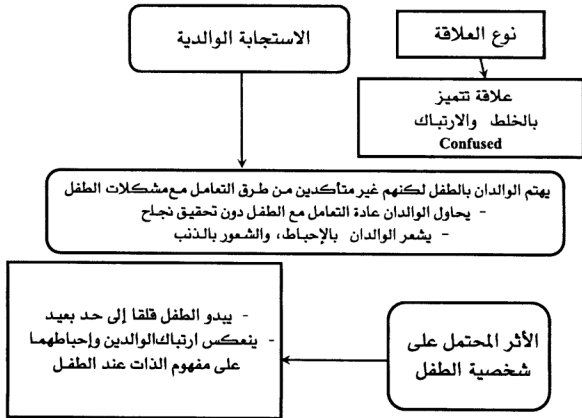 نوع العلاقة
علاقة تتميز
بالخلط والارتباك
Confused
الاستجابة الوالدية
يهتم الوالدان بالطفل لكنهم غير متأكدين من طرق التعامل مع مشكلات الطفل
- يحاول الوالدان عادة التعامل مع الطفل دون تحقيق نجاح
- يشعر الوالدان بالإحباط، والشعور بالذنب
الأثر المحتمل على
شخصية الطفل
- يبدو الطفل قلقا إلى حد بعيد
- ينعكس ارتباك الوالدين وإحباطهما
على مفهوم الذات عند الطفل